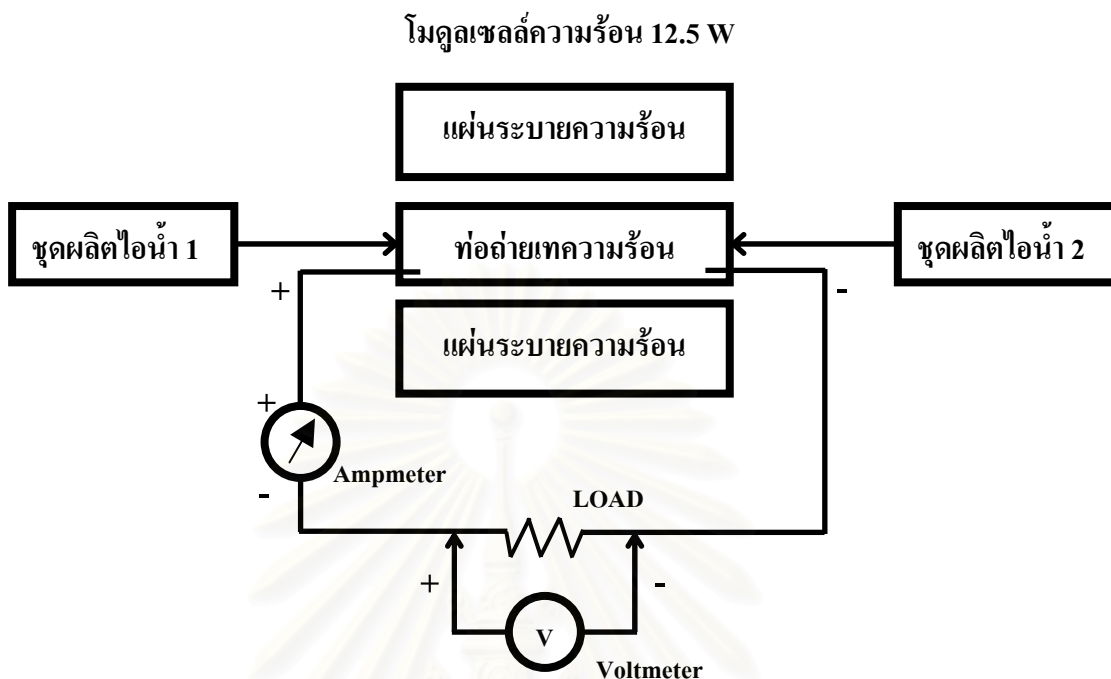 โมดูลเซลล์ความร้อน 12.5 W
แผ่นระบายความร้อน
ชุดผลิตไอน้ำ 1
ท่อถ่ายเทความร้อน
ชุดผลิตไอน้ำ 2
+
-
แผ่นระบายความร้อน
+
Ampmeter
-
LOAD
+
-
V
Voltmeter